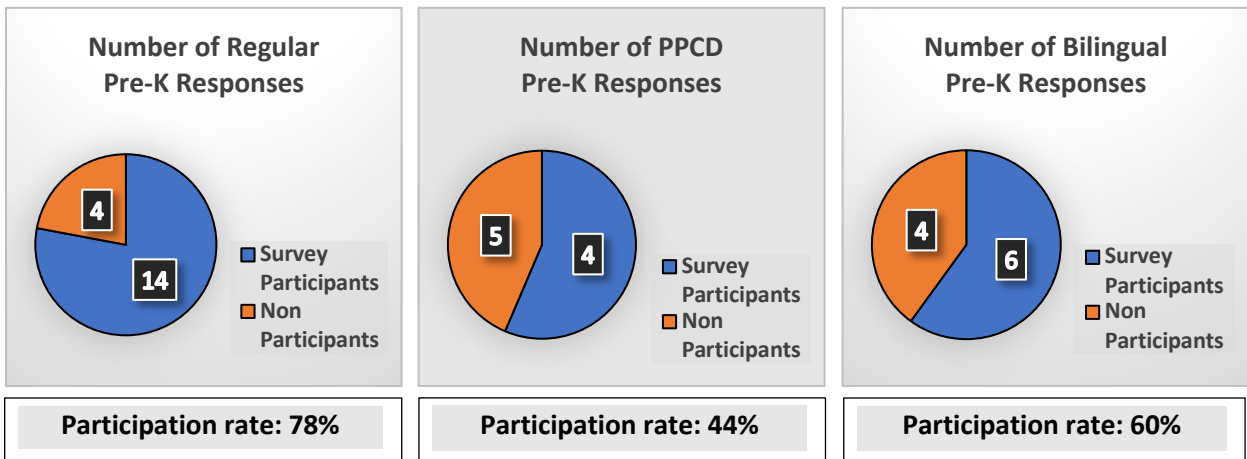 Number of Regular
Pre-K Responses
4
14
Survey
Participants
Non
Participants
Participation rate: 78%
Number of PPCD
Pre-K Responses
5
4
Survey
Participants
Non
Participants
Participation rate: 44%
Number of Bilingual
Pre-K Responses
4
6
Survey
Participants
Non
Participants
Participation rate: 60%